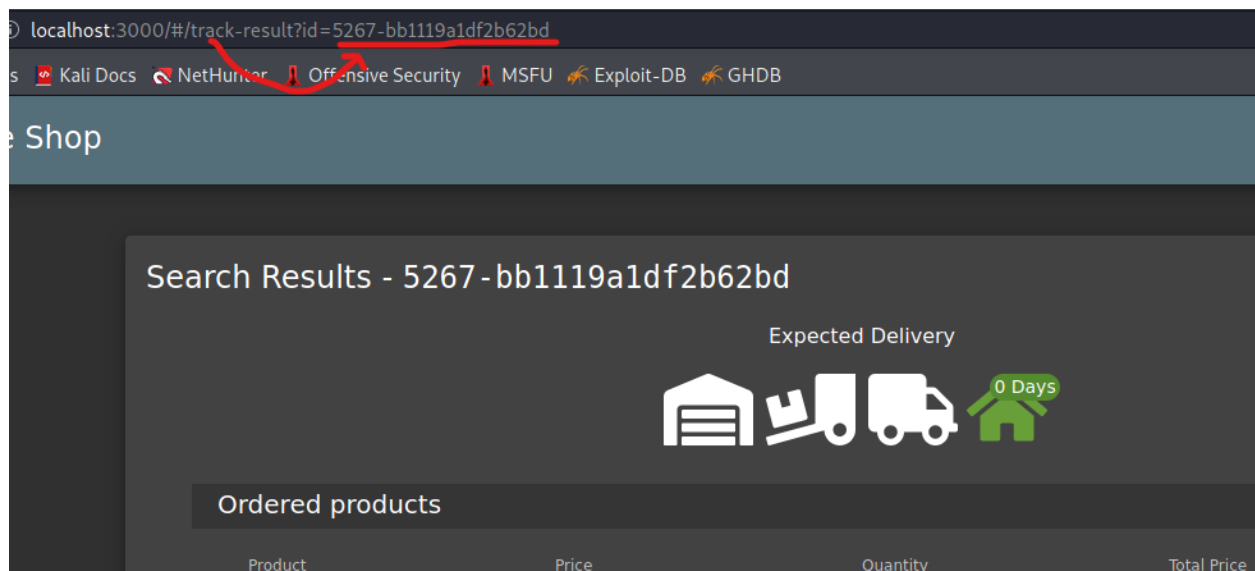 localhost:3000/#/track-result?id=5267-bb1119a1df2b62bd
s Kali Docs NetHunter Offensive Security MSFU Exploit-DB GHDB
e Shop
Search Results - 5267-bb1119a1df2b62bd
Expected Delivery
0 Days
Ordered products
Product Price Quantity Total Price